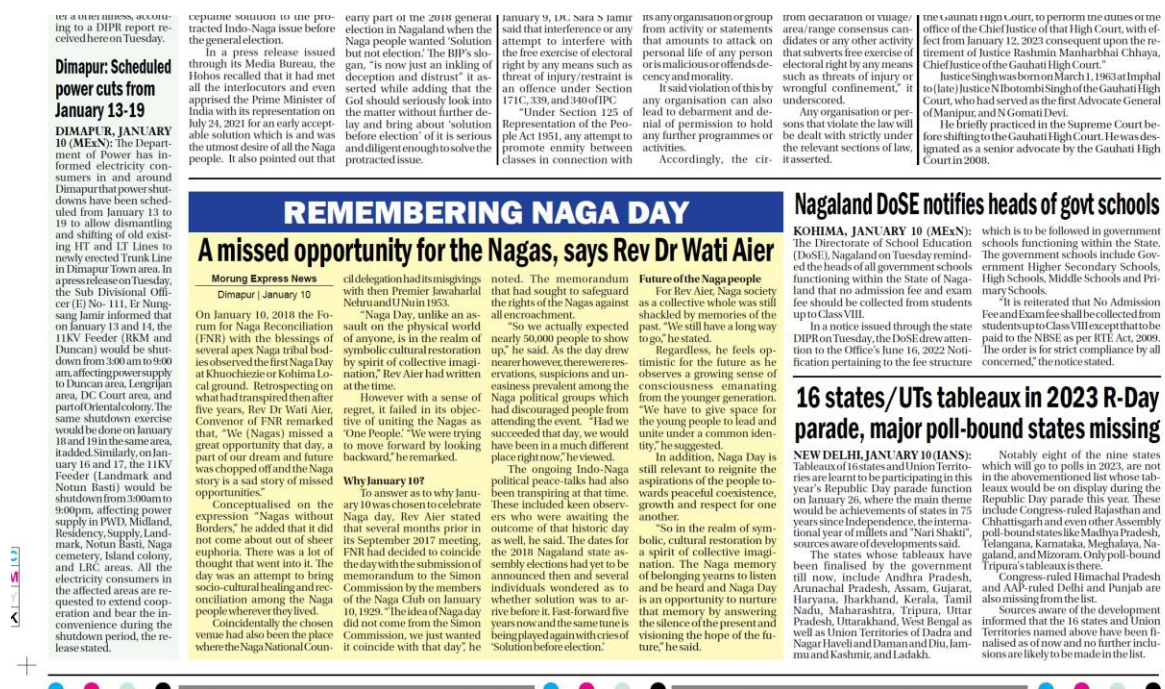 ter a brief illness, accord-
ing to a DIPR report re-
ceived here on Tuesday.
Dimapur: Scheduled
power cuts from
January 13-19
DIMAPUR, JANUARY
10 (MExN): The Depart-
ment of Power has in-
formed electricity con-
sumers in and around
Dimapur that power shut-
downs have been sched-
uled from January 13 to
19 to allow dismantling
and shifting of old exist-
ing HT and LT Lines to
newly erected Trunk Line
in Dimapur Town area. In
a press release on Tuesday,
the Sub Divisional Offi-
cer (E) No- 111, Er Nung-
sang Jamir informed that
on January 13 and 14, the
11KV Feeder (RKM and
Duncan) would be shut-
down from 3:00 am to 9:00
am, affecting power supply
to Duncan area, Lengrijan
area, DC Court area, and
part of Oriental colony. The
same shutdown exercise
would be done on January
18 and 19 in the same area,
it added. Similarly, on Jan-
uary 16 and 17, the 11KV
Feeder (Landmark and
Notun Basti) would be
shutdown from 3:00am to
9:00pm, affecting power
supply in PWD, Midland,
Residency, Supply, Land-
mark, Notun Basti, Naga
cemetery, Island colony,
and LRC areas. All the
electricity consumers in
the affected areas are re-
quested to extend coop-
eration and bear the in-
convenience during the
shutdown period, the re-
lease stated.
ceptable solution to the pro-
tracted Indo-Naga issue before
the general election.
In a press release issued
through its Media Bureau, the
Hohos recalled that it had met
all the interlocutors and even
apprised the Prime Minister of
India with its representation on
July 24, 2021 for an early accept-
able solution which is and was
the utmost desire of all the Naga
people. It also pointed out that
early part of the 2018 general
election in Nagaland when the
Naga people wanted 'Solution
but not election.' The BJP's slo-
gan, "is now just an inkling of
deception and distrust" it as-
serted while adding that the
GoI should seriously look into
the matter without further de-
lay and bring about 'solution
before election' of it is serious
and diligent enough to solve the
protracted issue.
January 9, DC Sara S Jamir
said that interference or any
attempt to interfere with
the free exercise of electoral
right by any means such as
threat of injury/restraint is
an offence under Section
171C, 339, and 340 of IPC
"Under Section 125 of
Representation of the Peo-
ple Act 1951, any attempt to
promote enmity between
classes in connection with
its any organisation or group
from activity or statements
that amounts to attack on
personal life of any person
or is malicious or offends de-
cency and morality.
It said violation of this by
any organisation can also
lead to debarment and de-
nial of permission to hold
any further programmes or
activities.
Accordingly, the cir-
from declaration of village/
area/range consensus can-
didates or any other activity
that subverts free exercise of
electoral right by any means
such as threats of injury or
wrongful confinement," it
underscored.
Any organisation or per-
sons that violate the law will
be dealt with strictly under
the relevant sections of law,
it asserted.
the Gauhati High Court, to perform the duties of the
office of the Chief Justice of that High Court, with ef-
fect from January 12, 2023 consequent upon the re-
tirement of Justice Rashmin Manharbhai Chhaya,
Chief Justice of the Gauhati High Court."
Justice Singh was born on March 1, 1963 at Imphal
to (late) Justice N Ibotombi Singh of the Gauhati High
Court, who had served as the first Advocate General
of Manipur, and N Gomati Devi.
He briefly practiced in the Supreme Court be-
fore shifting to the Gauhati High Court. He was des-
ignated as a senior advocate by the Gauhati High
Court in 2008.
REMEMBERING NAGA DAY
A missed opportunity for the Nagas, says Rev Dr Wati Aier
Morung Express News
Dimapur | January 10
On January 10, 2018 the Fo-
rum for Naga Reconciliation
(FNR) with the blessings of
several apex Naga tribal bod-
ies observed the first Naga Day
at Khuochiezie or Kohima Lo-
cal ground. Retrospecting on
what had transpired then after
five years, Rev Dr Wati Aier,
Convenor of FNR remarked
that, "We (Nagas) missed a
great opportunity that day, a
part of our dream and future
was chopped off and the Naga
story is a sad story of missed
opportunities."
Conceptualised on the
expression "Nagas without
Borders," he added that it did
not come about out of sheer
euphoria. There was a lot of
thought that went into it. The
day was an attempt to bring
socio-cultural healing and rec-
onciliation among the Naga
people wherever they lived.
Coincidentally the chosen
venue had also been the place
where the Naga National Coun-
cil delegation had its misgivings
with then Premier Jawaharlal
Nehru and U Nu in 1953.
"Naga Day, unlike an as-
sault on the physical world
of anyone, is in the realm of
symbolic cultural restoration
by spirit of collective imagi-
nation," Rev Aier had written
at the time.
However with a sense of
regret, it failed in its objec-
tive of uniting the Nagas as
'One People.' "We were trying
to move forward by looking
backward," he remarked.
Why January 10?
To answer as to why Janu-
ary 10 was chosen to celebrate
Naga day, Rev Aier stated
that several months prior in
its September 2017 meeting,
FNR had decided to coincide
the day with the submission of
memorandum to the Simon
Commission by the members
of the Naga Club on January
10, 1929. "The idea of Naga day
did not come from the Simon
Commission, we just wanted
it coincide with that day", he
noted. The memorandum
that had sought to safeguard
the rights of the Nagas against
all encroachment.
"So we actually expected
nearly 50,000 people to show
up," he said. As the day drew
nearer however, there were res-
ervations, suspicions and un-
easiness prevalent among the
Naga political groups which
had discouraged people from
attending the event. "Had we
succeeded that day, we would
have been in a much different
place right now," he viewed.
The ongoing Indo-Naga
political peace-talks had also
been transpiring at that time.
These included keen observ-
ers who were awaiting the
outcome of that historic day
as well, he said. The dates for
the 2018 Nagaland state as-
sembly elections had yet to be
announced then and several
individuals wondered as to
whether solution was to ar-
rive before it. Fast-forward five
years now and the same tune is
being played again with cries of
'Solution before election.'
Future of the Naga people
For Rev Aier, Naga society
as a collective whole was still
shackled by memories of the
past. "We still have a long way
to go," he stated.
Regardless, he feels op-
timistic for the future as he
observes a growing sense of
consciousness emanating
from the younger generation.
"We have to give space for
the young people to lead and
unite under a common iden-
tity," he suggested.
In addition, Naga Day is
still relevant to reignite the
aspirations of the people to-
wards peaceful coexistence,
growth and respect for one
another.
"So in the realm of sym-
bolic, cultural restoration by
a spirit of collective imagi-
nation. The Naga memory
of belonging yearns to listen
and be heard and Naga Day
is an opportunity to nurture
that memory by answering
the silence of the present and
visioning the hope of the fu-
ture," he said.
Nagaland DoSE notifies heads of govt schools
KOHIMA, JANUARY 10 (MExN):
The Directorate of School Education
(DoSE), Nagaland on Tuesday remind-
ed the heads of all government schools
functioning within the State of Naga-
land that no admission fee and exam
fee should be collected from students
up to Class VIII.
In a notice issued through the state
DIPR on Tuesday, the DoSE drew atten-
tion to the Office's June 16, 2022 Noti-
fication pertaining to the fee structure
which is to be followed in government
schools functioning within the State.
The government schools include Gov-
ernment Higher Secondary Schools,
High Schools, Middle Schools and Pri-
mary Schools.
"It is reiterated that No Admission
Fee and Exam fee shall be collected from
students up to Class VIII except that to be
paid to the NBSE as per RTE Act, 2009.
The order is for strict compliance by all
concerned," the notice stated.
16 states/UTs tableaux in 2023 R-Day
parade, major poll-bound states missing
NEW DELHI, JANUARY 10 (IANS):
Tableaux of 16 states and Union Territo-
ries are learnt to be participating in this
year's Republic Day parade function
on January 26, where the main theme
would be achievements of states in 75
years since Independence, the interna-
tional year of millets and "Nari Shakti",
sources aware of developments said.
The states whose tableaux have
been finalised by the government
till now, include Andhra Pradesh,
Arunachal Pradesh, Assam, Gujarat,
Haryana, Jharkhand, Kerala, Tamil
Nadu, Maharashtra, Tripura, Uttar
Pradesh, Uttarakhand, West Bengal as
well as Union Territories of Dadra and
Nagar Haveli and Daman and Diu, Jam-
mu and Kashmir, and Ladakh.
Notably eight of the nine states
which will go to polls in 2023, are not
in the abovementioned list whose tab-
leaux would be on display during the
Republic Day parade this year. These
include Congress-ruled Rajasthan and
Chhattisgarh and even other Assembly
poll-bound states like Madhya Pradesh,
Telangana, Karnataka, Meghalaya, Na-
galand, and Mizoram. Only poll-bound
Tripura's tableaux is there.
Congress-ruled Himachal Pradesh
and AAP-ruled Delhi and Punjab are
also missing from the list.
Sources aware of the development
informed that the 16 states and Union
Territories named above have been fi-
nalised as of now and no further inclu-
sions are likely to be made in the list.
C
M
Y
K